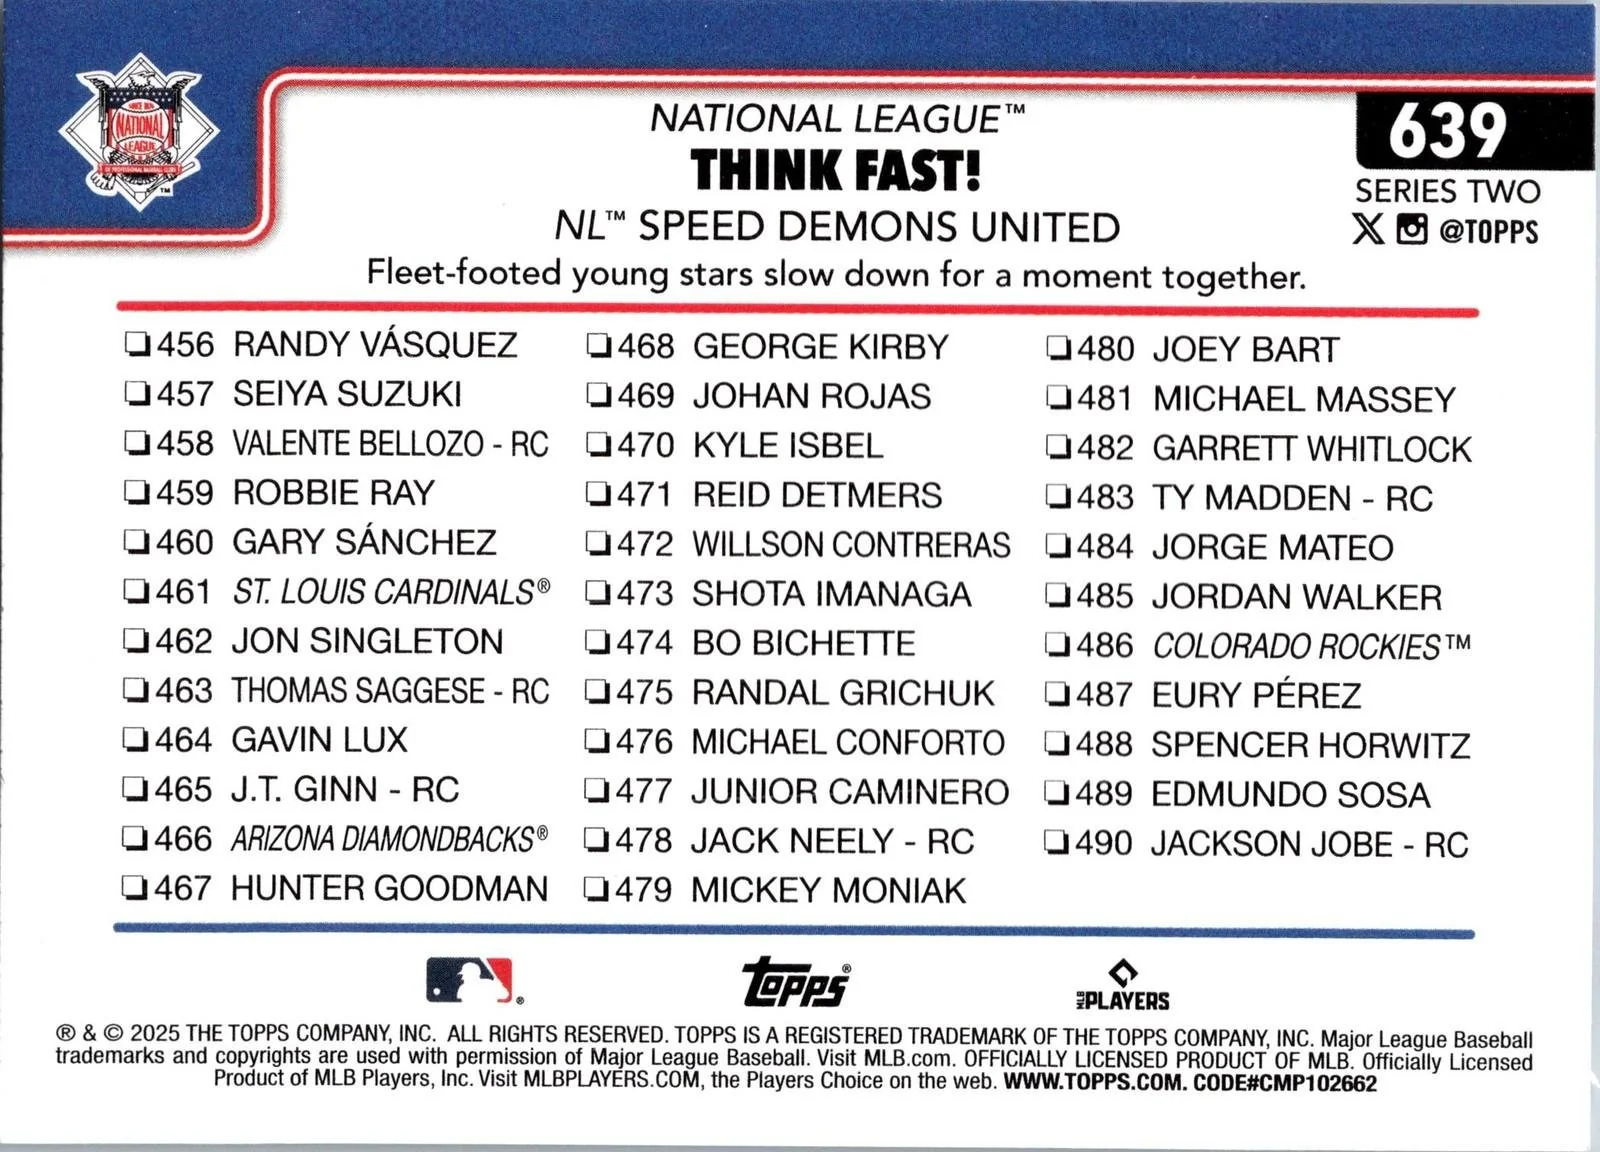 SINCE 1876
NATIONAL
LEAGUE
OF PROFESSIONAL BASEBALL CLUBS
TM
NATIONAL LEAGUE™
THINK FAST!
NL™ SPEED DEMONS UNITED
Fleet-footed young stars slow down for a moment together.
639
SERIES TWO
@TOPPS
456 RANDY VÁSQUEZ
457 SEIYA SUZUKI
458 VALENTE BELLOZO - RC
459 ROBBIE RAY
460 GARY SÁNCHEZ
461 ST. LOUIS CARDINALS®
462 JON SINGLETON
463 THOMAS SAGGESE - RC
464 GAVIN LUX
465 J.T. GINN - RC
466 ARIZONA DIAMONDBACKS®
467 HUNTER GOODMAN
468 GEORGE KIRBY
469 JOHAN ROJAS
470 KYLE ISBEL
471 REID DETMERS
472 WILLSON CONTRERAS
473 SHOTA IMANAGA
474 BO BICHETTE
475 RANDAL GRICHUK
476 MICHAEL CONFORTO
477 JUNIOR CAMINERO
478 JACK NEELY - RC
479 MICKEY MONIAK
480 JOEY BART
481 MICHAEL MASSEY
482 GARRETT WHITLOCK
483 TY MADDEN - RC
484 JORGE MATEO
485 JORDAN WALKER
486 COLORADO ROCKIES™
487 EURY PÉREZ
488 SPENCER HORWITZ
489 EDMUNDO SOSA
490 JACKSON JOBE - RC
®
TOPPS®
MLB PLAYERS
® & © 2025 THE TOPPS COMPANY, INC. ALL RIGHTS RESERVED. TOPPS IS A REGISTERED TRADEMARK OF THE TOPPS COMPANY, INC. Major League Baseball
trademarks and copyrights are used with permission of Major League Baseball. Visit MLB.com. OFFICIALLY LICENSED PRODUCT OF MLB. Officially Licensed
Product of MLB Players, Inc. Visit MLBPLAYERS.COM, the Players Choice on the web. WWW.TOPPS.COM. CODE#CMP102662